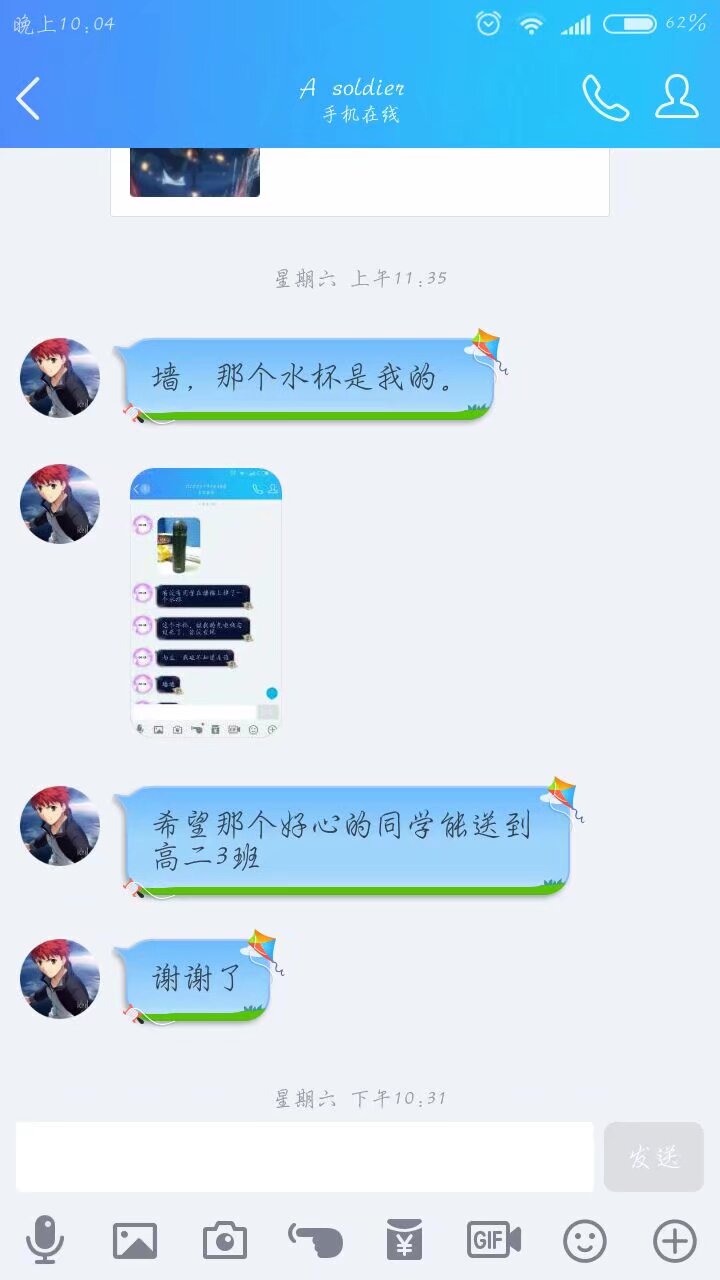 晚上10:04
62%
A soldier
手机在线
星期六 上午11:35
墙，那个水杯是我的。
希望那个好心的同学能送到
高二3班
谢谢了
星期六 下午10:31
发送
GIF